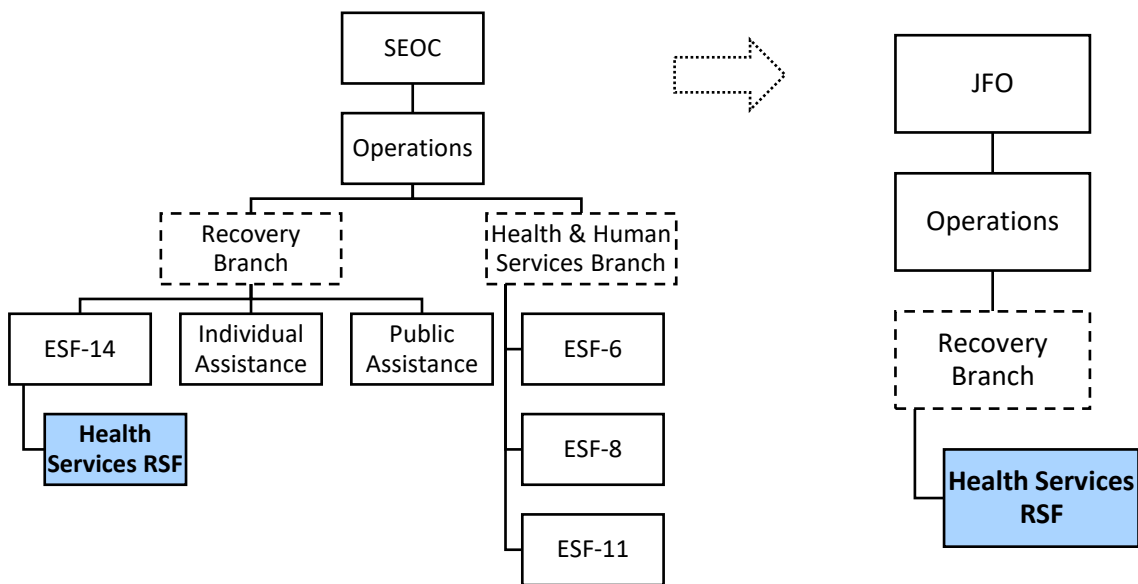 SEOC
Operations
Recovery
Branch
Health & Human
Services Branch
ESF-14
Individual
Assistance
Public
Assistance
Health
Services RSF
ESF-6
ESF-8
ESF-11
JFO
Operations
Recovery
Branch
Health Services
RSF